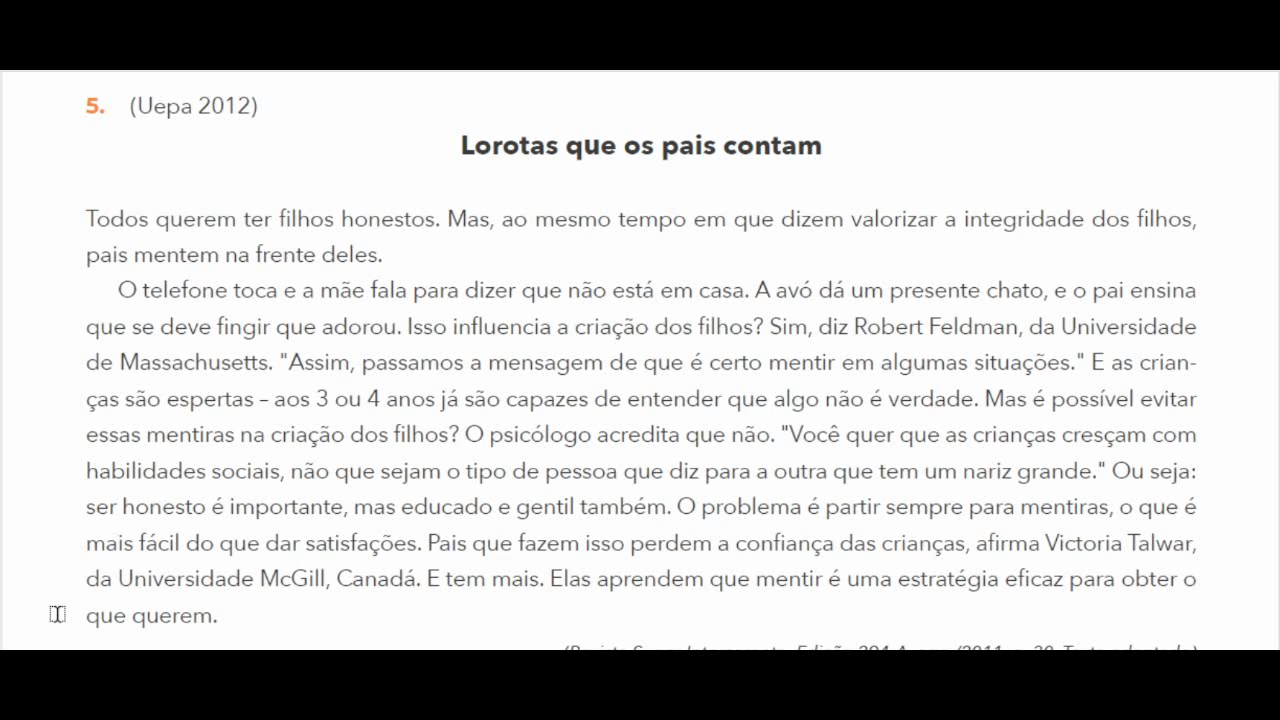 5. (Uepa 2012)
Lorotas que os pais contam
Todos querem ter filhos honestos. Mas, ao mesmo tempo em que dizem valorizar a integridade dos filhos,
pais mentem na frente deles.
O telefone toca e a mãe fala para dizer que não está em casa. A avó dá um presente chato, e o pai ensina
que se deve fingir que adorou. Isso influencia a criação dos filhos? Sim, diz Robert Feldman, da Universidade
de Massachusetts. "Assim, passamos a mensagem de que é certo mentir em algumas situações." E as crian-
ças são espertas – aos 3 ou 4 anos já são capazes de entender que algo não é verdade. Mas é possível evitar
essas mentiras na criação dos filhos? O psicólogo acredita que não. "Você quer que as crianças cresçam com
habilidades sociais, não que sejam o tipo de pessoa que diz para a outra que tem um nariz grande." Ou seja:
ser honesto é importante, mas educado e gentil também. O problema é partir sempre para mentiras, o que é
mais fácil do que dar satisfações. Pais que fazem isso perdem a confiança das crianças, afirma Victoria Talwar,
da Universidade McGill, Canadá. E tem mais. Elas aprendem que mentir é uma estratégia eficaz para obter o
que querem.